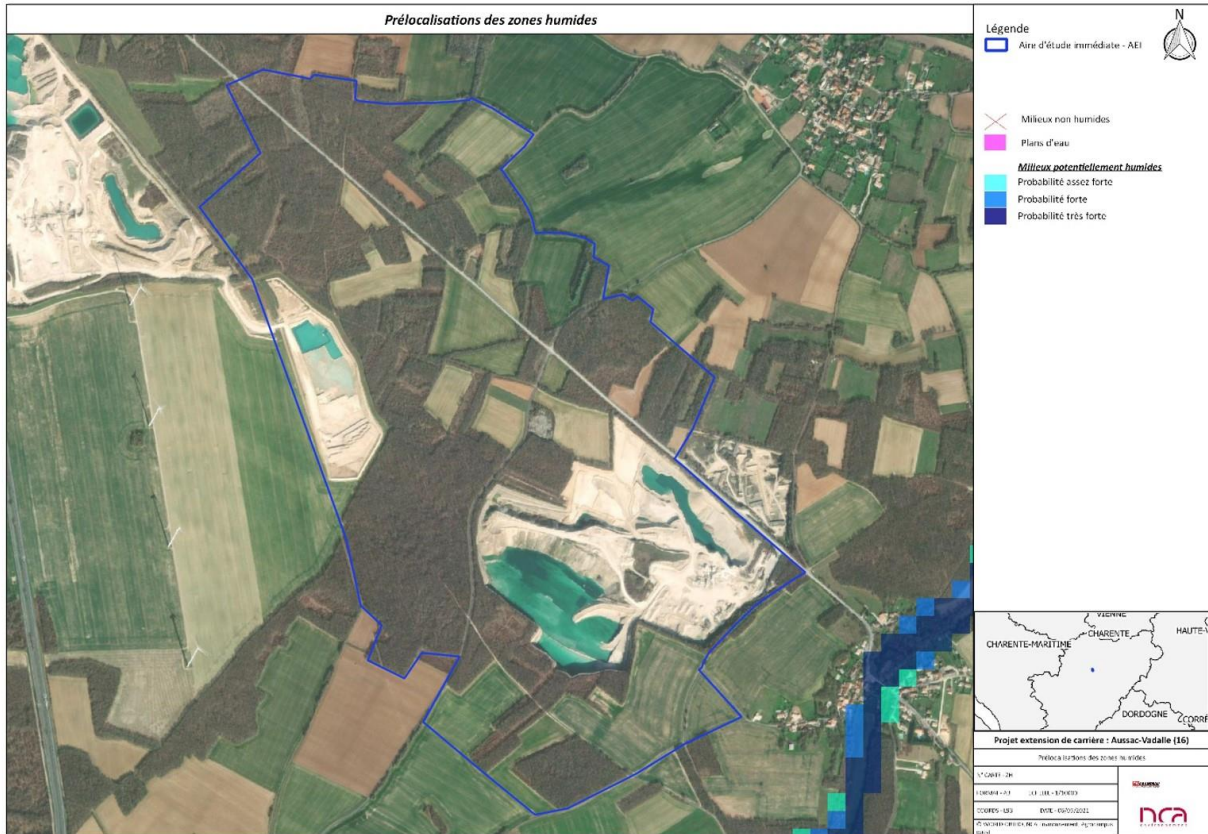 Prélocalisations des zones humides
Légende
Aire d'étude immédiate - AEI
N
Milieux non humides
Plans d'eau
Milieux potentiellement humides
Probabilité assez forte
Probabilité forte
Probabilité très forte
VIENNE
CHARENTE-MARITIME
CHARENTE
HAUTE-V
DORDOGNE
CORRÈ
Projet extension de carrière : Aussac-Vadalle (16)
Prélocalisations des zones humides
nca
environnement